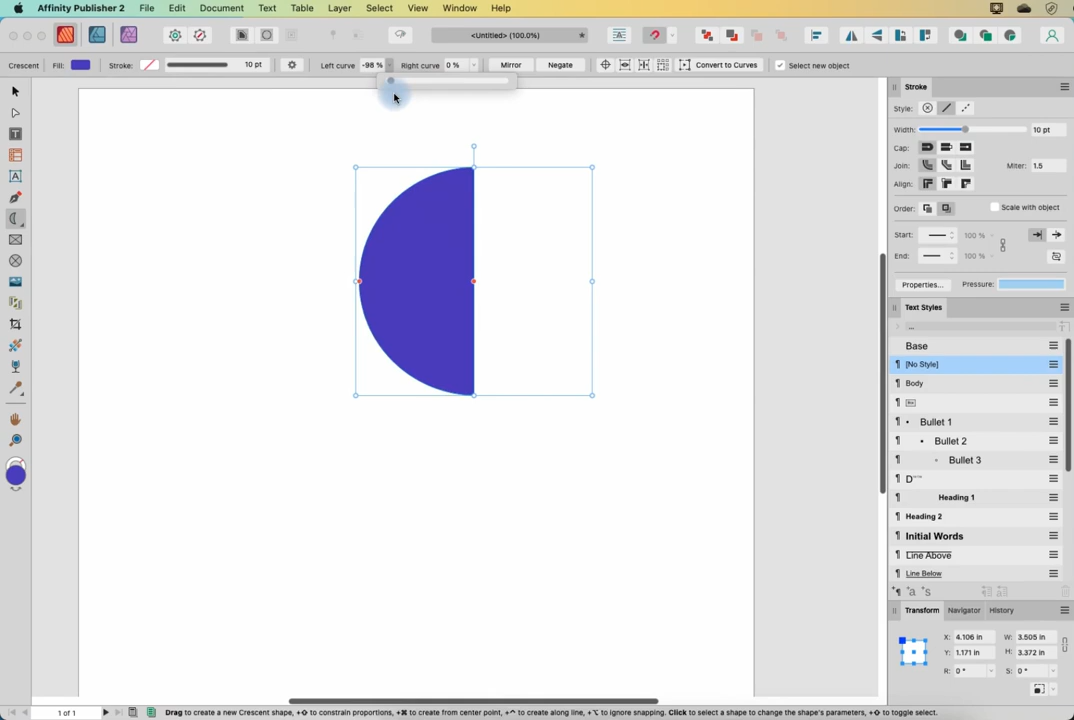 Affinity Publisher 2 File Edit Document Text Table Layer Select View Window Help
<Untitled> (100.0%)
Crescent Fill: Stroke: 10 pt Left curve -98 % Right curve 0 % Mirror Negate Convert to Curves Select new object
Stroke
Style:
Width: 10 pt
Cap:
Join: Miter: 1.5
Align:
Order: Scale with object
Start: 100 %
End: 100 %
Properties... Pressure:
Text Styles
Base
[No Style]
Body
• Bullet 1
• Bullet 2
Bullet 3
Heading 1
Heading 2
Initial Words
Line Above
Line Below
Transform Navigator History
X: 4.106 in W: 3.505 in
Y: 1.171 in H: 3.372 in
R: 0 ° S: 0 °
1 of 1 Drag to create a new Crescent shape, +⇧ to constrain proportions, +⌘ to create from center point, +^ to create along line, +⌥ to ignore snapping. Click to select a shape to change the shape's parameters, +⇧ to toggle select.